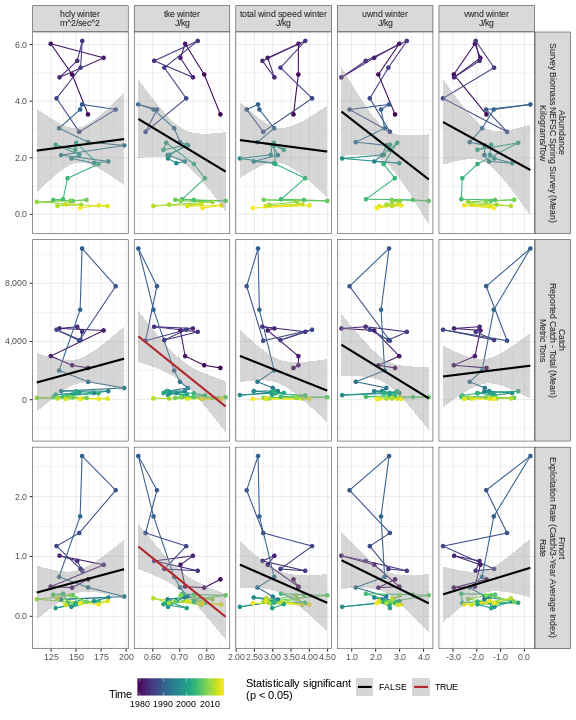 hcly winter
m^2/sec^2
tke winter
J/kg
total wind speed winter
J/kg
uwnd winter
J/kg
vwnd winter
J/kg
6.0
4.0
2.0
0.0
Abundance
Survey Biomass NEFSC Spring Survey (Mean)
Kilograms/Tow
8,000
4,000
0
Catch
Reported Catch - Total (Mean)
Metric Tons
2.0
1.0
0.0
Fmort
Exploitation Rate (Catch/3-Year Average Index)
Rate
125 150 175 200
0.60 0.70 0.80
2.00 2.50 3.00 3.50 4.00 4.50
1.0 2.0 3.0 4.0
-3.0 -2.0 -1.0 0.0
Time
1980 1990 2000 2010
Statistically significant
(p < 0.05)
FALSE
TRUE